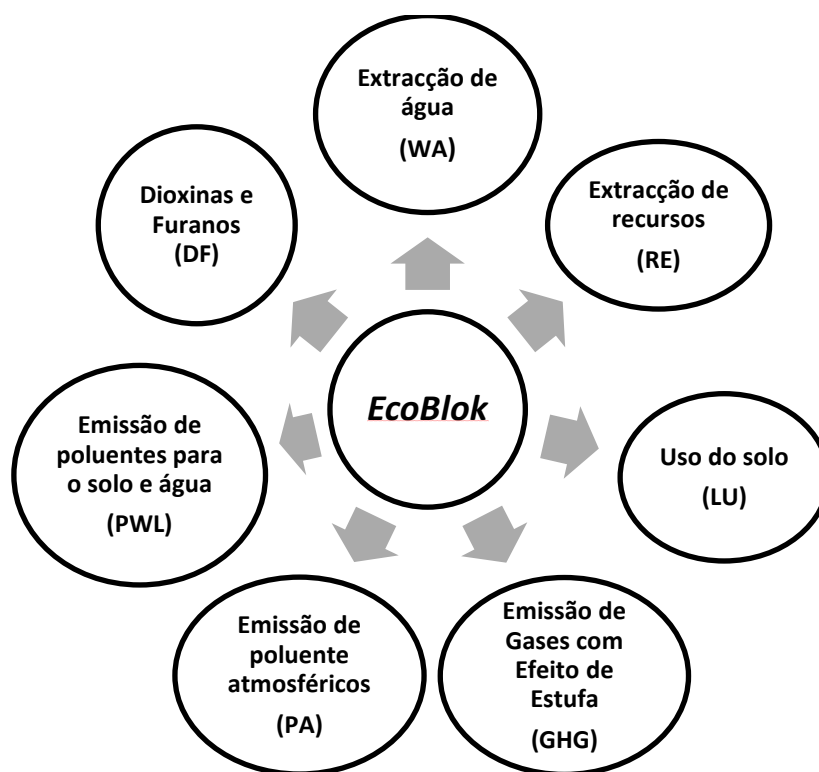 Extracção de
água
(WA)
Extracção de
recursos
(RE)
Uso do solo
(LU)
Emissão de
Gases com
Efeito de
Estufa
(GHG)
Emissão de
poluente
atmosféricos
(PA)
Emissão de
poluentes para
o solo e água
(PWL)
Dioxinas e
Furanos
(DF)
EcoBlok